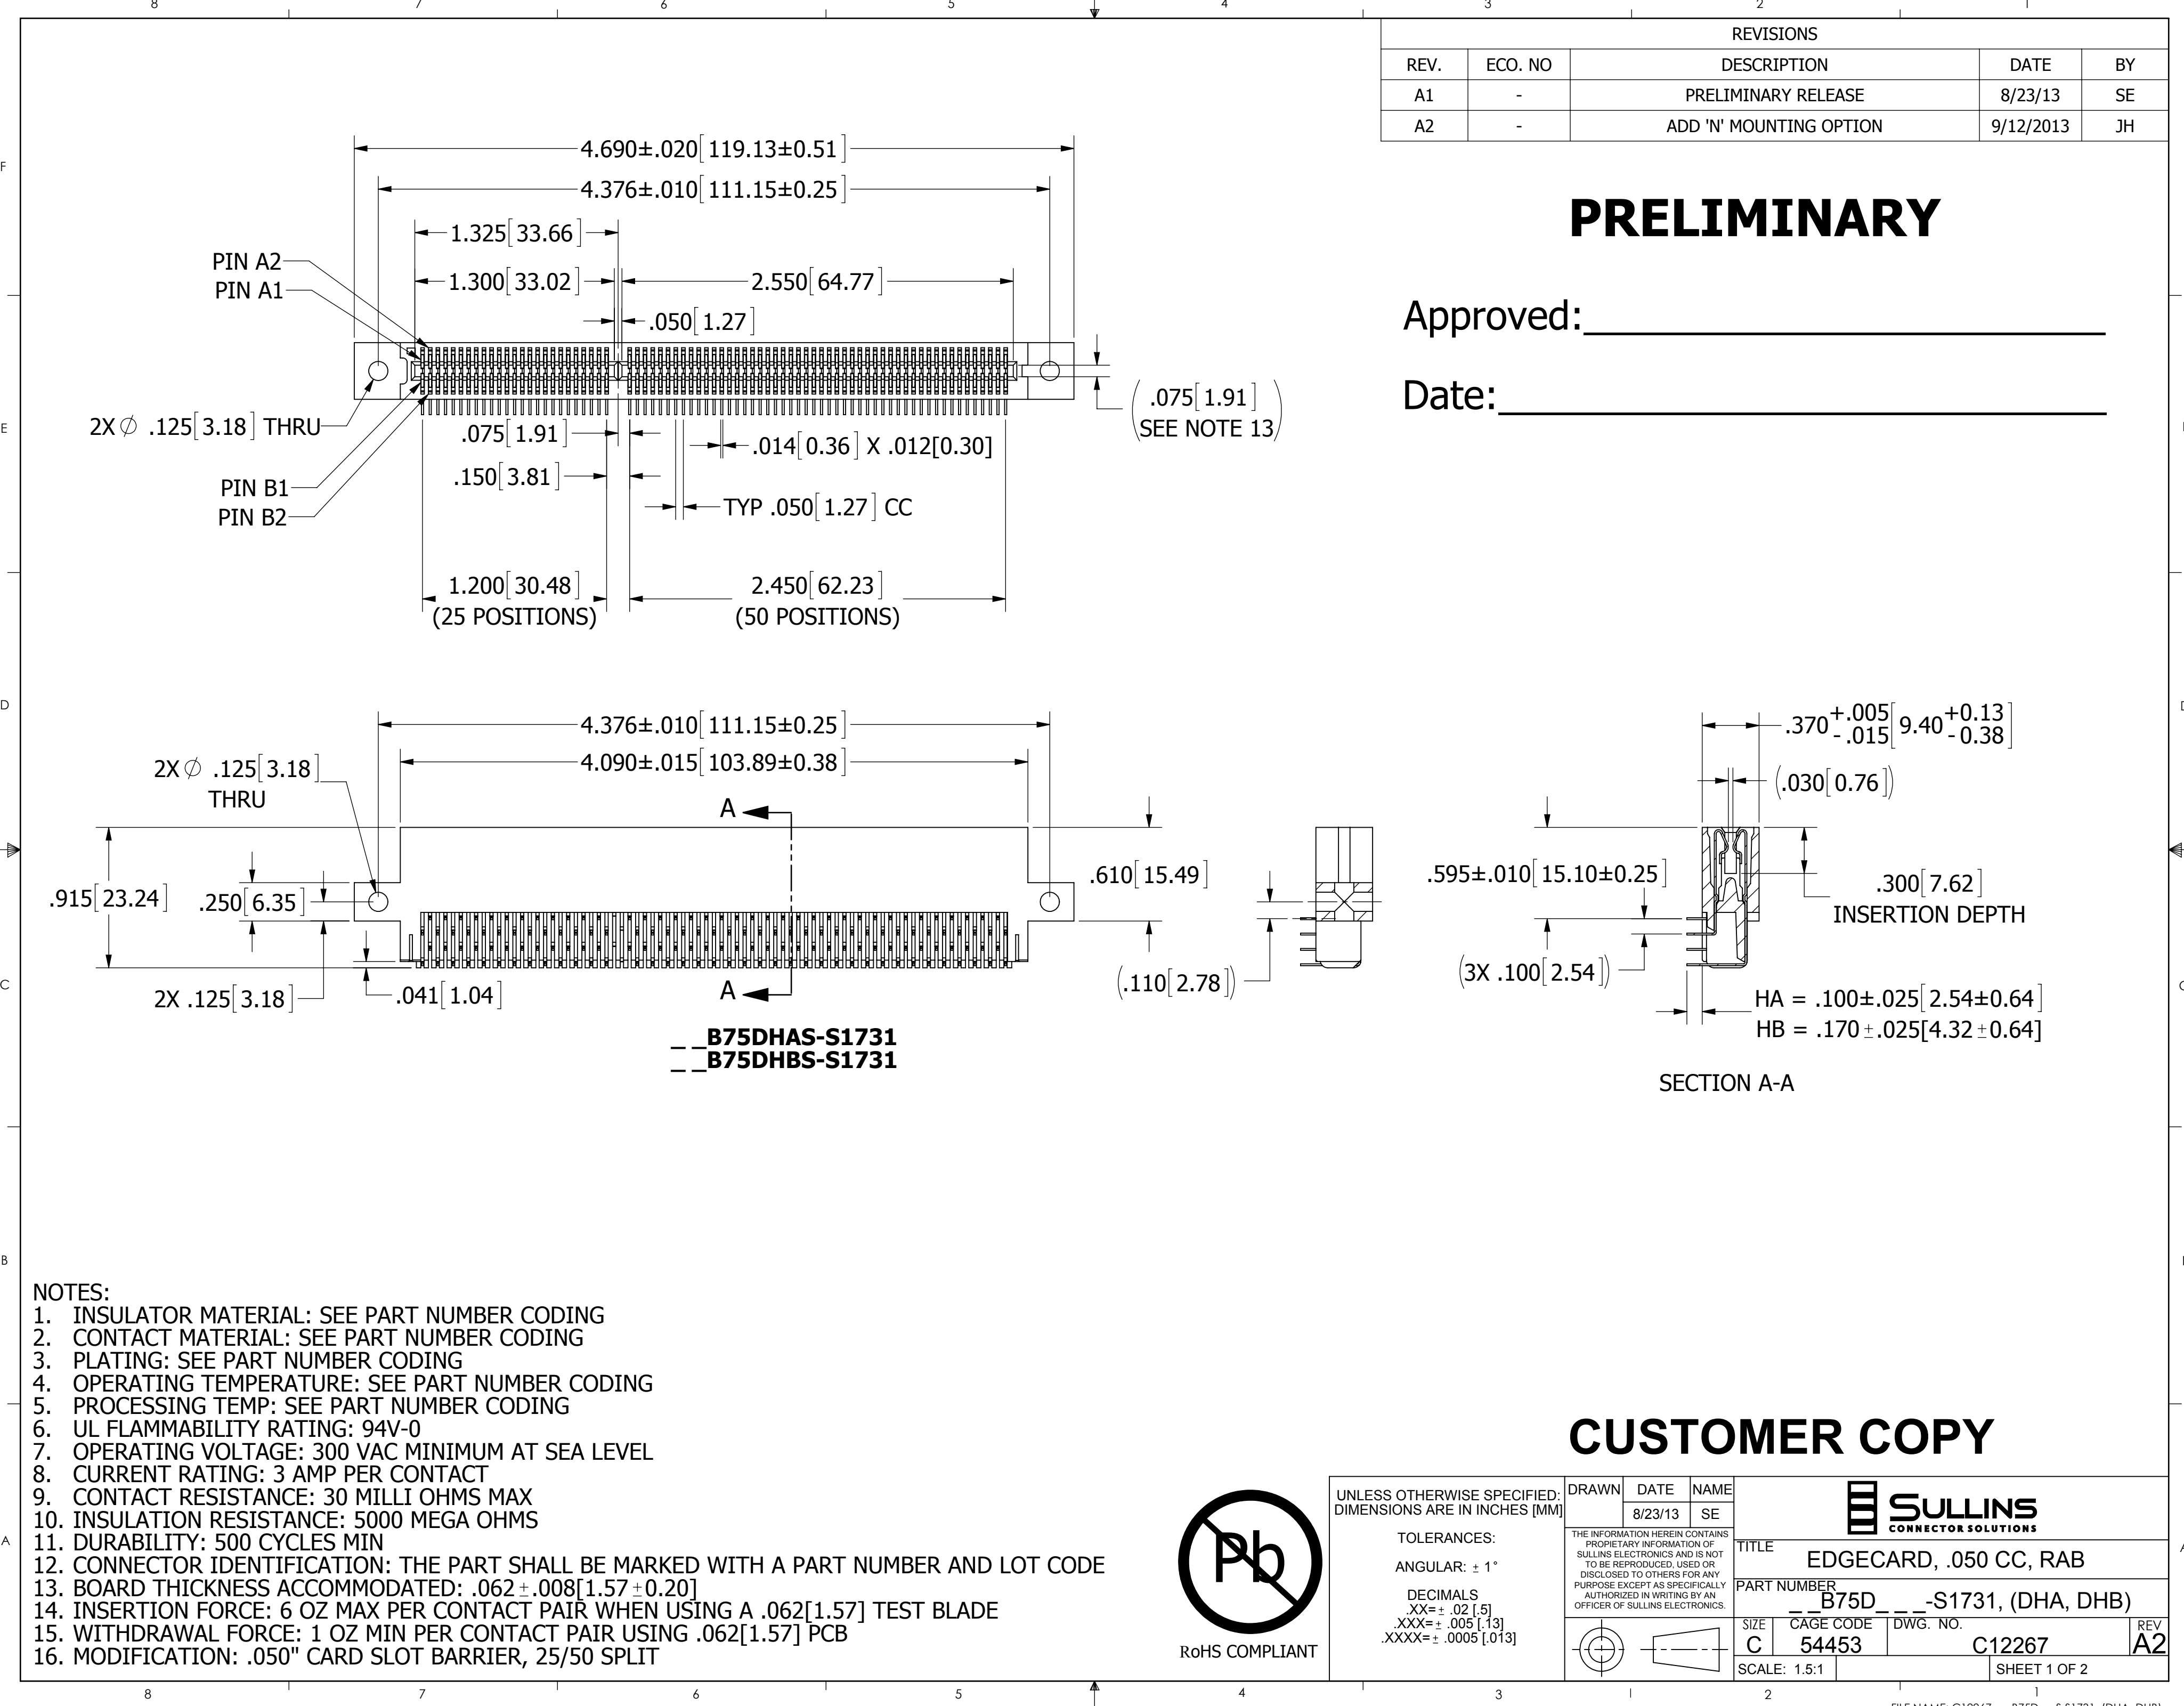 8 7 6 5 4 3 2 1
REVISIONS
REV. ECO. NO DESCRIPTION DATE BY
A1 - PRELIMINARY RELEASE 8/23/13 SE
A2 - ADD 'N' MOUNTING OPTION 9/12/2013 JH
PRELIMINARY
Approved:
Date:
F
E
D
C
B
A
4.690±.020[119.13±0.51]
4.376±.010[111.15±0.25]
1.325[33.66]
PIN A2
PIN A1
1.300[33.02]
2.550[64.77]
.050[1.27]
2X ∅ .125[3.18] THRU
(.075[1.91]
SEE NOTE 13)
.075[1.91]
.014[0.36] X .012[0.30]
.150[3.81]
PIN B1
PIN B2
TYP .050[1.27] CC
1.200[30.48]
(25 POSITIONS)
2.450[62.23]
(50 POSITIONS)
4.376±.010[111.15±0.25]
4.090±.015[103.89±0.38]
2X ∅ .125[3.18]
THRU
A
.915[23.24]
.250[6.35]
.610[15.49]
2X .125[3.18]
.041[1.04]
A
(.110[2.78])
_ _B75DHAS-S1731
_ _B75DHBS-S1731
.370 +.005 -.015 [9.40 +0.13 -0.38]
(.030[0.76])
.595±.010[15.10±0.25]
.300[7.62]
INSERTION DEPTH
(3X .100[2.54])
HA = .100±.025[2.54±0.64]
HB = .170±.025[4.32±0.64]
SECTION A-A
NOTES:
1. INSULATOR MATERIAL: SEE PART NUMBER CODING
2. CONTACT MATERIAL: SEE PART NUMBER CODING
3. PLATING: SEE PART NUMBER CODING
4. OPERATING TEMPERATURE: SEE PART NUMBER CODING
5. PROCESSING TEMP: SEE PART NUMBER CODING
6. UL FLAMMABILITY RATING: 94V-0
7. OPERATING VOLTAGE: 300 VAC MINIMUM AT SEA LEVEL
8. CURRENT RATING: 3 AMP PER CONTACT
9. CONTACT RESISTANCE: 30 MILLI OHMS MAX
10. INSULATION RESISTANCE: 5000 MEGA OHMS
11. DURABILITY: 500 CYCLES MIN
12. CONNECTOR IDENTIFICATION: THE PART SHALL BE MARKED WITH A PART NUMBER AND LOT CODE
13. BOARD THICKNESS ACCOMMODATED: .062±.008[1.57±0.20]
14. INSERTION FORCE: 6 OZ MAX PER CONTACT PAIR WHEN USING A .062[1.57] TEST BLADE
15. WITHDRAWAL FORCE: 1 OZ MIN PER CONTACT PAIR USING .062[1.57] PCB
16. MODIFICATION: .050" CARD SLOT BARRIER, 25/50 SPLIT
CUSTOMER COPY
Pb
RoHS COMPLIANT
UNLESS OTHERWISE SPECIFIED:
DIMENSIONS ARE IN INCHES [MM]
TOLERANCES:
ANGULAR: ± 1°
DECIMALS
.XX=± .02 [.5]
.XXX=± .005 [.13]
.XXXX=± .0005 [.013]
DRAWN DATE NAME
8/23/13 SE
THE INFORMATION HEREIN CONTAINS
PROPIETARY INFORMATION OF
SULLINS ELECTRONICS AND IS NOT
TO BE REPRODUCED, USED OR
DISCLOSED TO OTHERS FOR ANY
PURPOSE EXCEPT AS SPECIFICALLY
AUTHORIZED IN WRITING BY AN
OFFICER OF SULLINS ELECTRONICS.
SULLINS
CONNECTOR SOLUTIONS
TITLE
EDGECARD, .050 CC, RAB
PART NUMBER
_ _B75D_ _ _-S1731, (DHA, DHB)
SIZE
C
CAGE CODE
54453
DWG. NO.
C12267
REV
A2
SCALE: 1.5:1
SHEET 1 OF 2
8 7 6 5 4 3 2 1